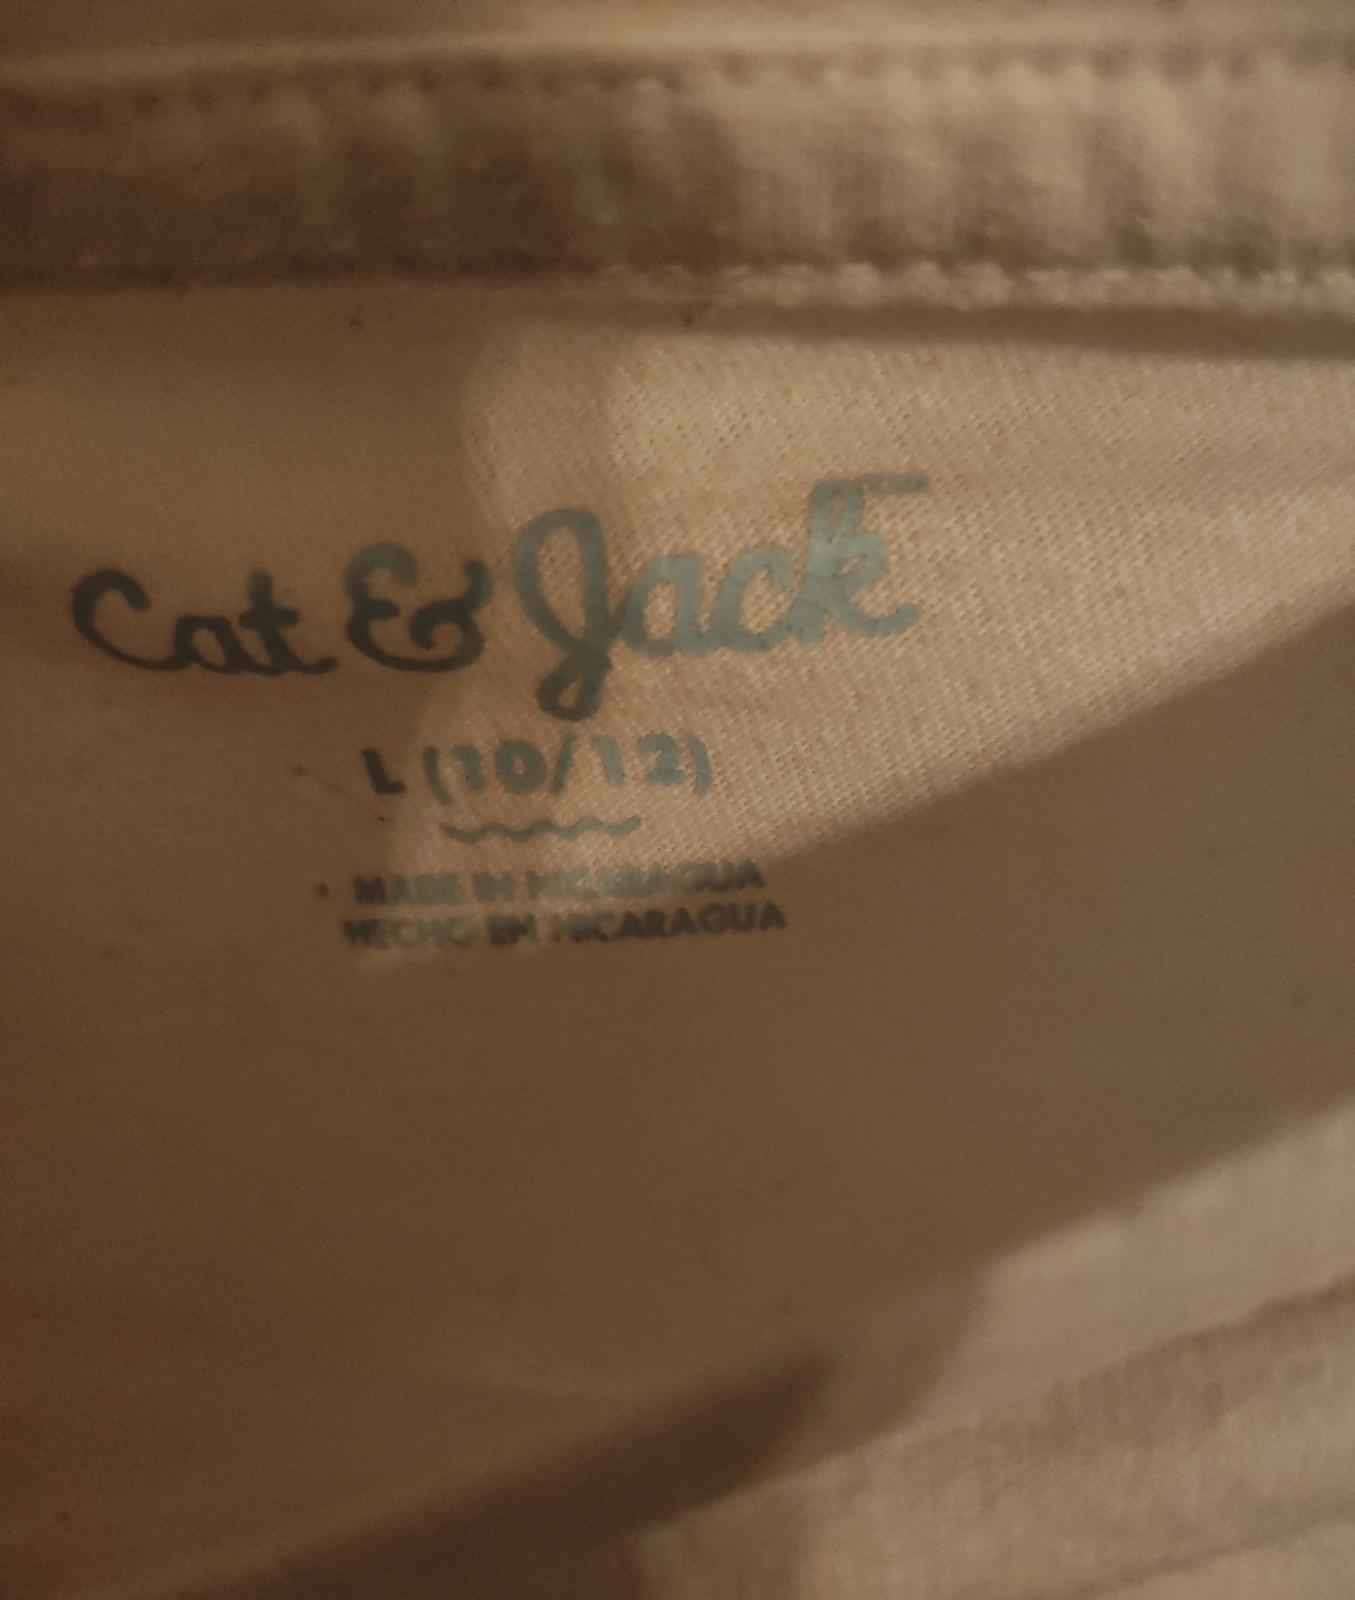 Cat & Jack
L (10/12)
MADE IN NICARAGUA
HECHO EN NICARAGUA